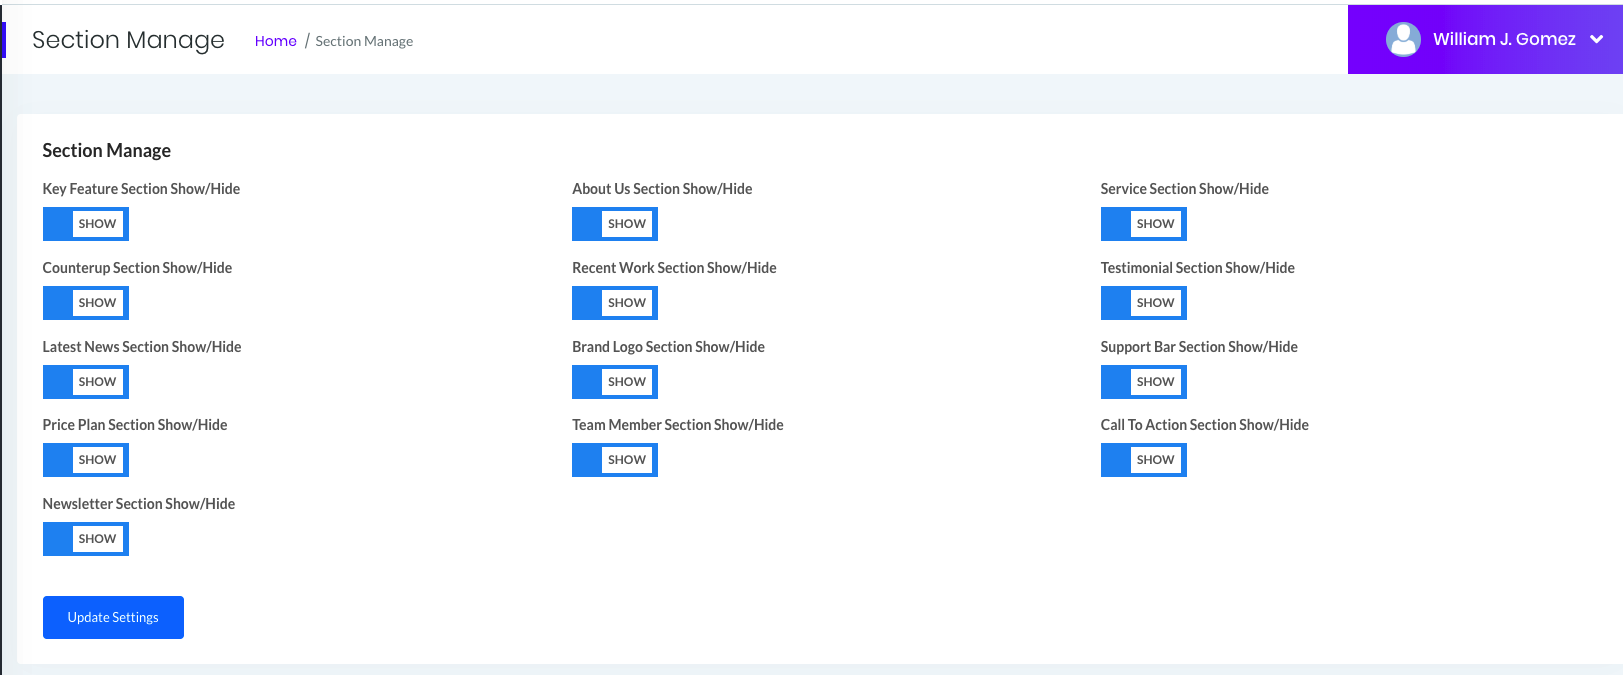 Section Manage Home / Section Manage William J. Gomez
Section Manage
Key Feature Section Show/Hide About Us Section Show/Hide Service Section Show/Hide
SHOW SHOW SHOW
Counterup Section Show/Hide Recent Work Section Show/Hide Testimonial Section Show/Hide
SHOW SHOW SHOW
Latest News Section Show/Hide Brand Logo Section Show/Hide Support Bar Section Show/Hide
SHOW SHOW SHOW
Price Plan Section Show/Hide Team Member Section Show/Hide Call To Action Section Show/Hide
SHOW SHOW SHOW
Newsletter Section Show/Hide
SHOW
Update Settings